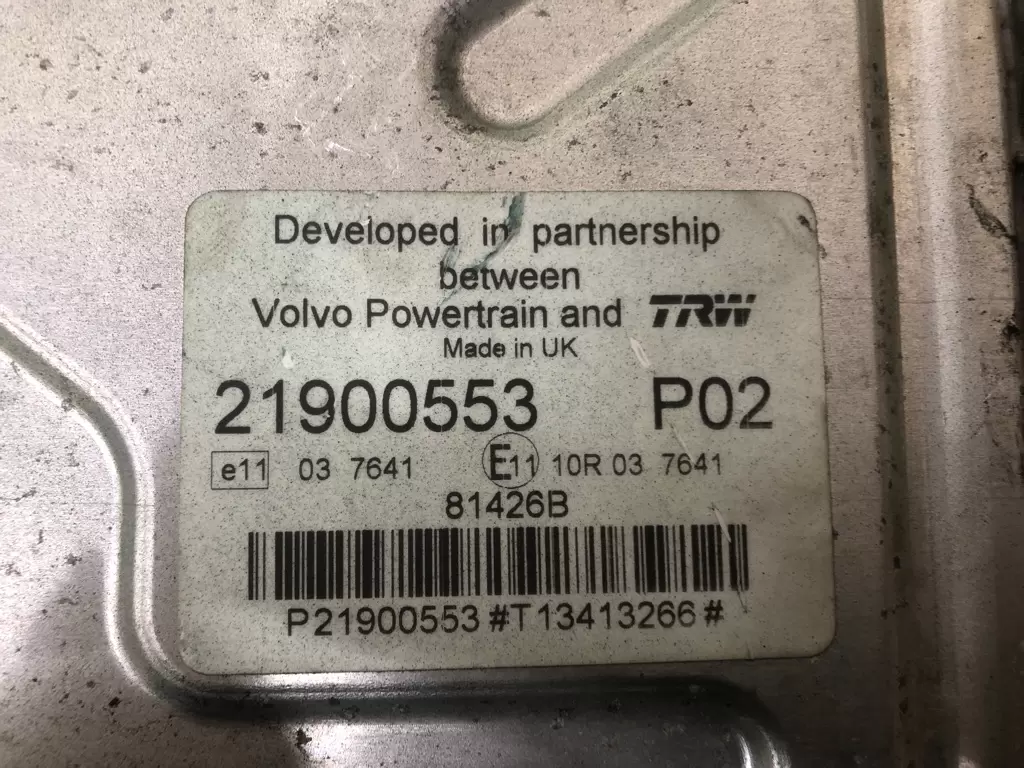 Developed in partnership
between
Volvo Powertrain and TRW
Made in UK
21900553 P02
e11 03 7641 E11 10R 03 7641
81426B
P21900553#T13413266#